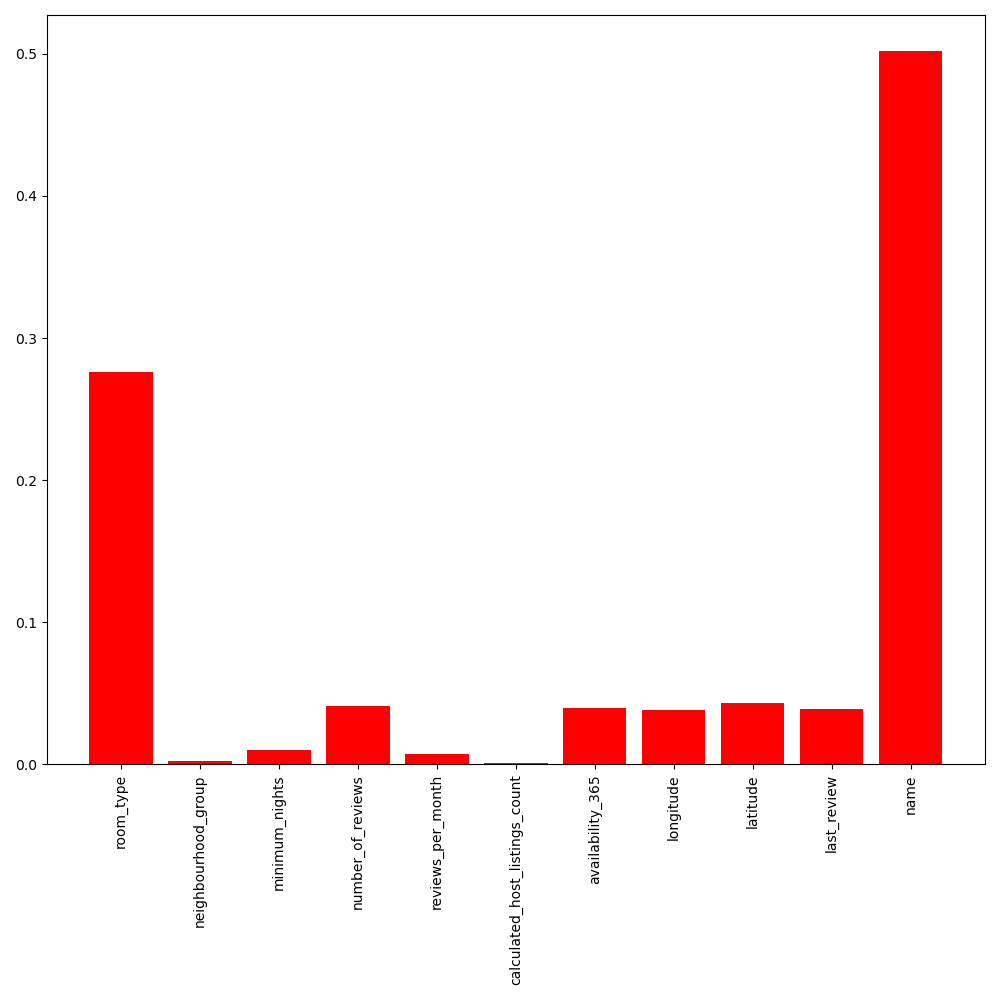 0.5
0.4
0.3
0.2
0.1
0.0
room_type
neighbourhood_group
minimum_nights
number_of_reviews
reviews_per_month
calculated_host_listings_count
availability_365
longitude
latitude
last_review
name